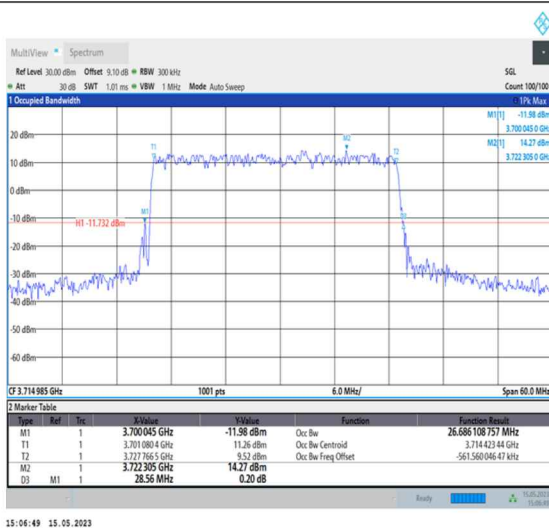 MultiView Spectrum
Ref Level 30.00 dBm Offset 9.10 dB RBW 300 kHz SGL
Att 30 dB SWT 1.01 ms VBW 1 MHz Mode Auto Sweep Count 100/100
1 Occupied Bandwidth 1Pk Max
M1[1] -11.98 dBm
3.700 045 0 GHz
M2[1] 14.27 dBm
3.722 305 0 GHz
20 dBm
M2
T1
T2
10 dBm
0 dBm
-10 dBm
M1
H1 -11.732 dBm
-20 dBm
-30 dBm
-50 dBm
-60 dBm
CF 3.714 985 GHz 1001 pts 6.0 MHz/ Span 60.0 MHz
2 Marker Table
Type Ref Trc X-Value Y-Value Function Function Result
M1 1 3.700 045 GHz -11.98 dBm Occ Bw 26.686 108 757 MHz
T1 1 3.701 080 4 GHz 11.26 dBm Occ Bw Centroid 3.714 423 44 GHz
T2 1 3.727 766 5 GHz 9.52 dBm Occ Bw Freq Offset -561.560 046 47 kHz
M2 1 3.722 305 GHz 14.27 dBm
D3 M1 1 28.56 MHz 0.20 dB
Ready 15.05.2023
15:06:49
15:06:49 15.05.2023